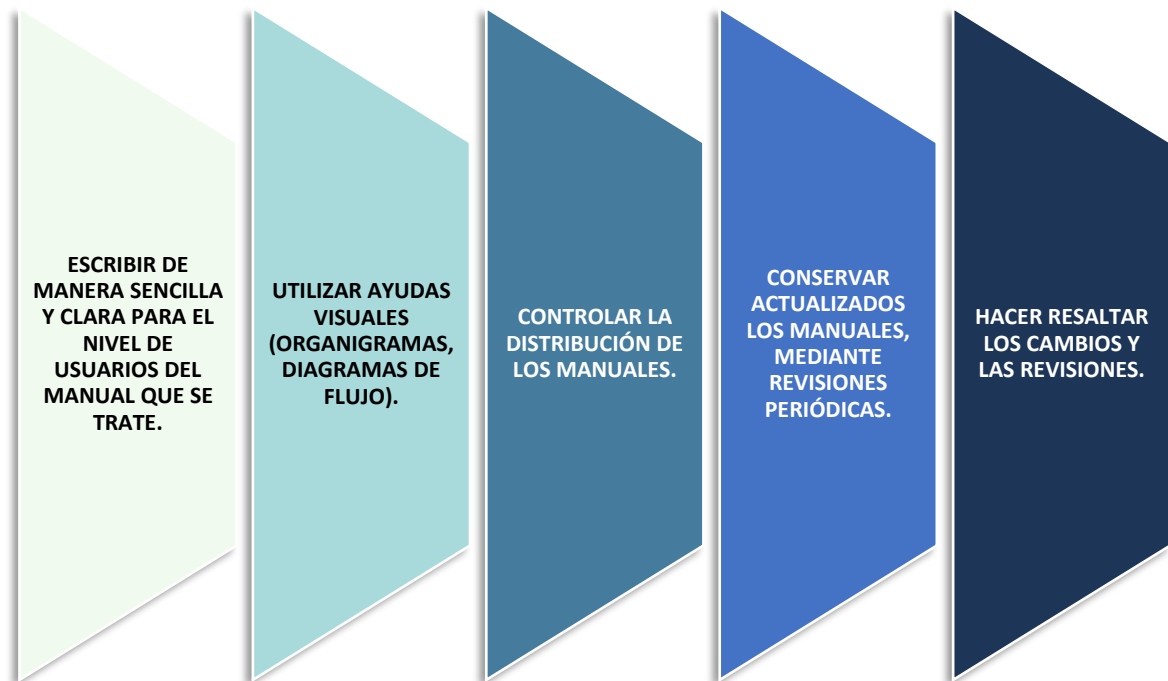 ESCRIBIR DE
MANERA SENCILLA
Y CLARA PARA EL
NIVEL DE
USUARIOS DEL
MANUAL QUE SE
TRATE.
UTILIZAR AYUDAS
VISUALES
(ORGANIGRAMAS,
DIAGRAMAS DE
FLUJO).
CONTROLAR LA
DISTRIBUCIÓN DE
LOS MANUALES.
CONSERVAR
ACTUALIZADOS
LOS MANUALES,
MEDIANTE
REVISIONES
PERIÓDICAS.
HACER RESALTAR
LOS CAMBIOS Y
LAS REVISIONES.